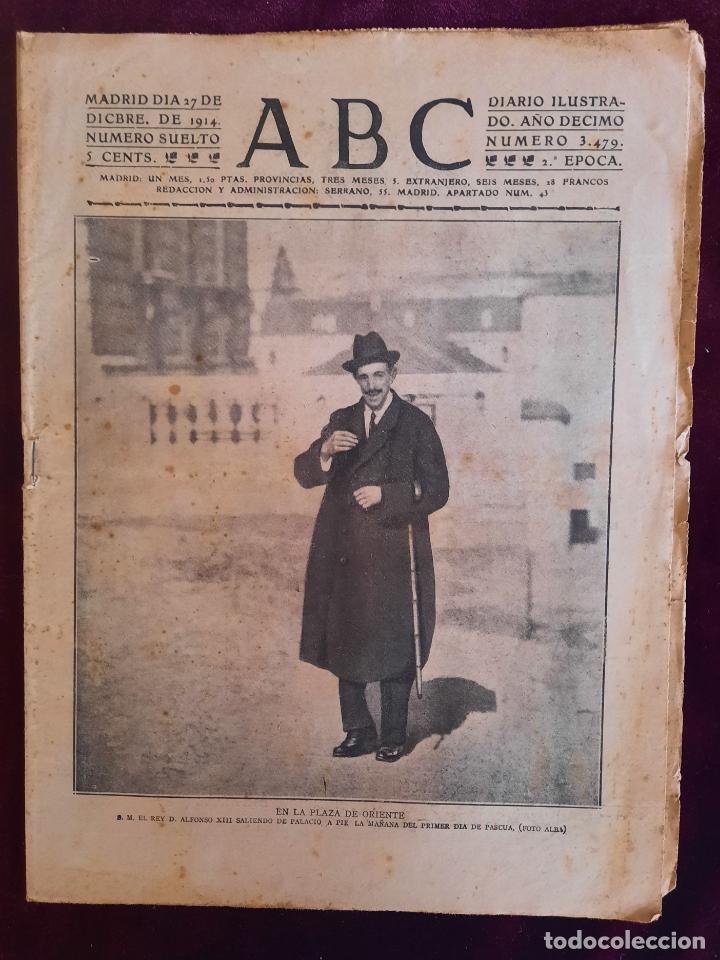 MADRID DIA 27 DE
DICBRE. DE 1914.
NUMERO SUELTO
5 CENTS.
ABC
DIARIO ILUSTRA-
DO. AÑO DECIMO
NUMERO 3.479.
2.ª EPOCA.
MADRID: UN MES, 1,50 PTAS. PROVINCIAS, TRES MESES, 5. EXTRANJERO, SEIS MESES, 28 FRANCOS
REDACCION Y ADMINISTRACION: SERRANO, 55. MADRID. APARTADO NUM. 43
EN LA PLAZA DE ORIENTE
S. M. EL REY D. ALFONSO XIII SALIENDO DE PALACIO A PIE LA MAÑANA DEL PRIMER DIA DE PASCUA. (FOTO ALBA)
todocoleccion.net